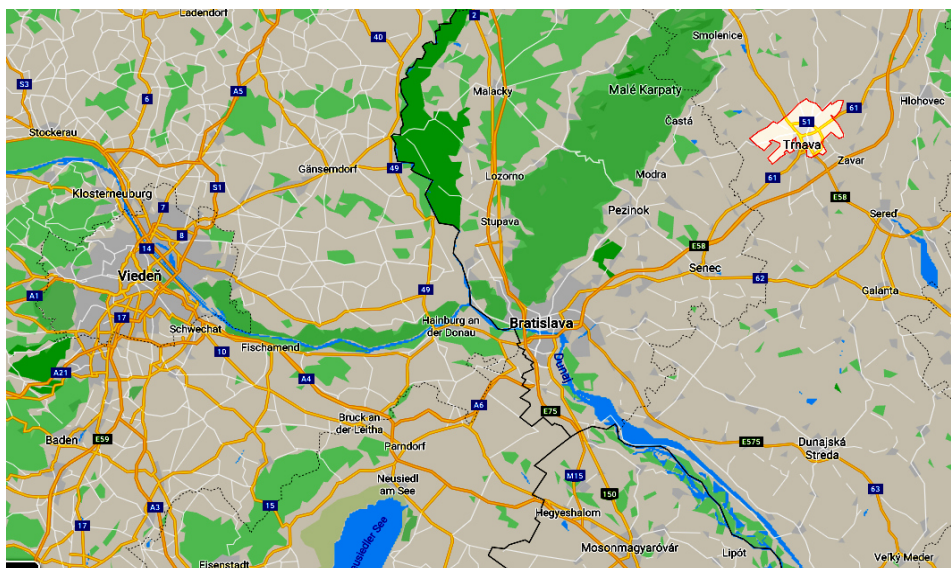 Ladendorf
2
Smolenice
40
S3
6
A5
Malacky
Malé Karpaty
61
Hlohovec
51
Stockerau
Častá
Trnava
Zavar
Gänserndorf
49
Lozorno
Modra
61
Klosterneuburg
S1
7
Pezinok
E58
Stupava
Sereď
8
14
E58
Viedeň
Senec
62
A1
49
Galanta
17
Hainburg an
der Donau
Bratislava
Schwechat
10
Fischamend
Dunaj
A21
A4
A6
E75
Bruck an
der Leitha
Baden
E59
Parndorf
E575
Dunajská
Streda
Neusiedl
am See
M15
63
150
A3
15
Hegyeshalom
17
Neusiedler See
Mosonmagyaróvár
Lipót
Veľký Meder
Eisenstadt